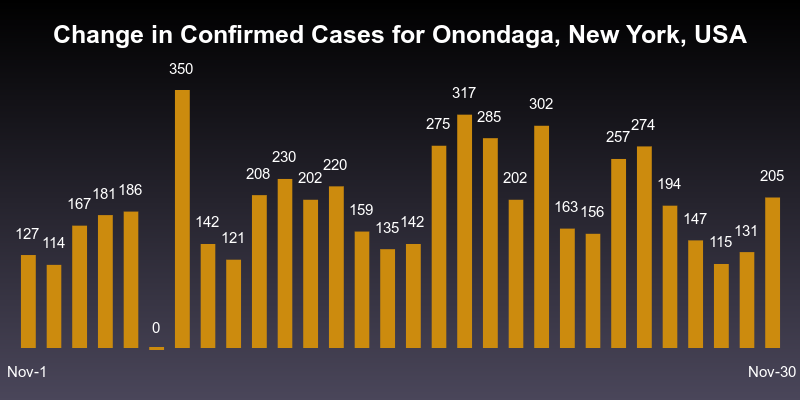 Change in Confirmed Cases for Onondaga, New York, USA
127 114 167 181 186 0 350 142 121 208 230 202 220 159 135 142 275 317 285 202 302 163 156 257 274 194 147 115 131 205
Nov-1 Nov-30